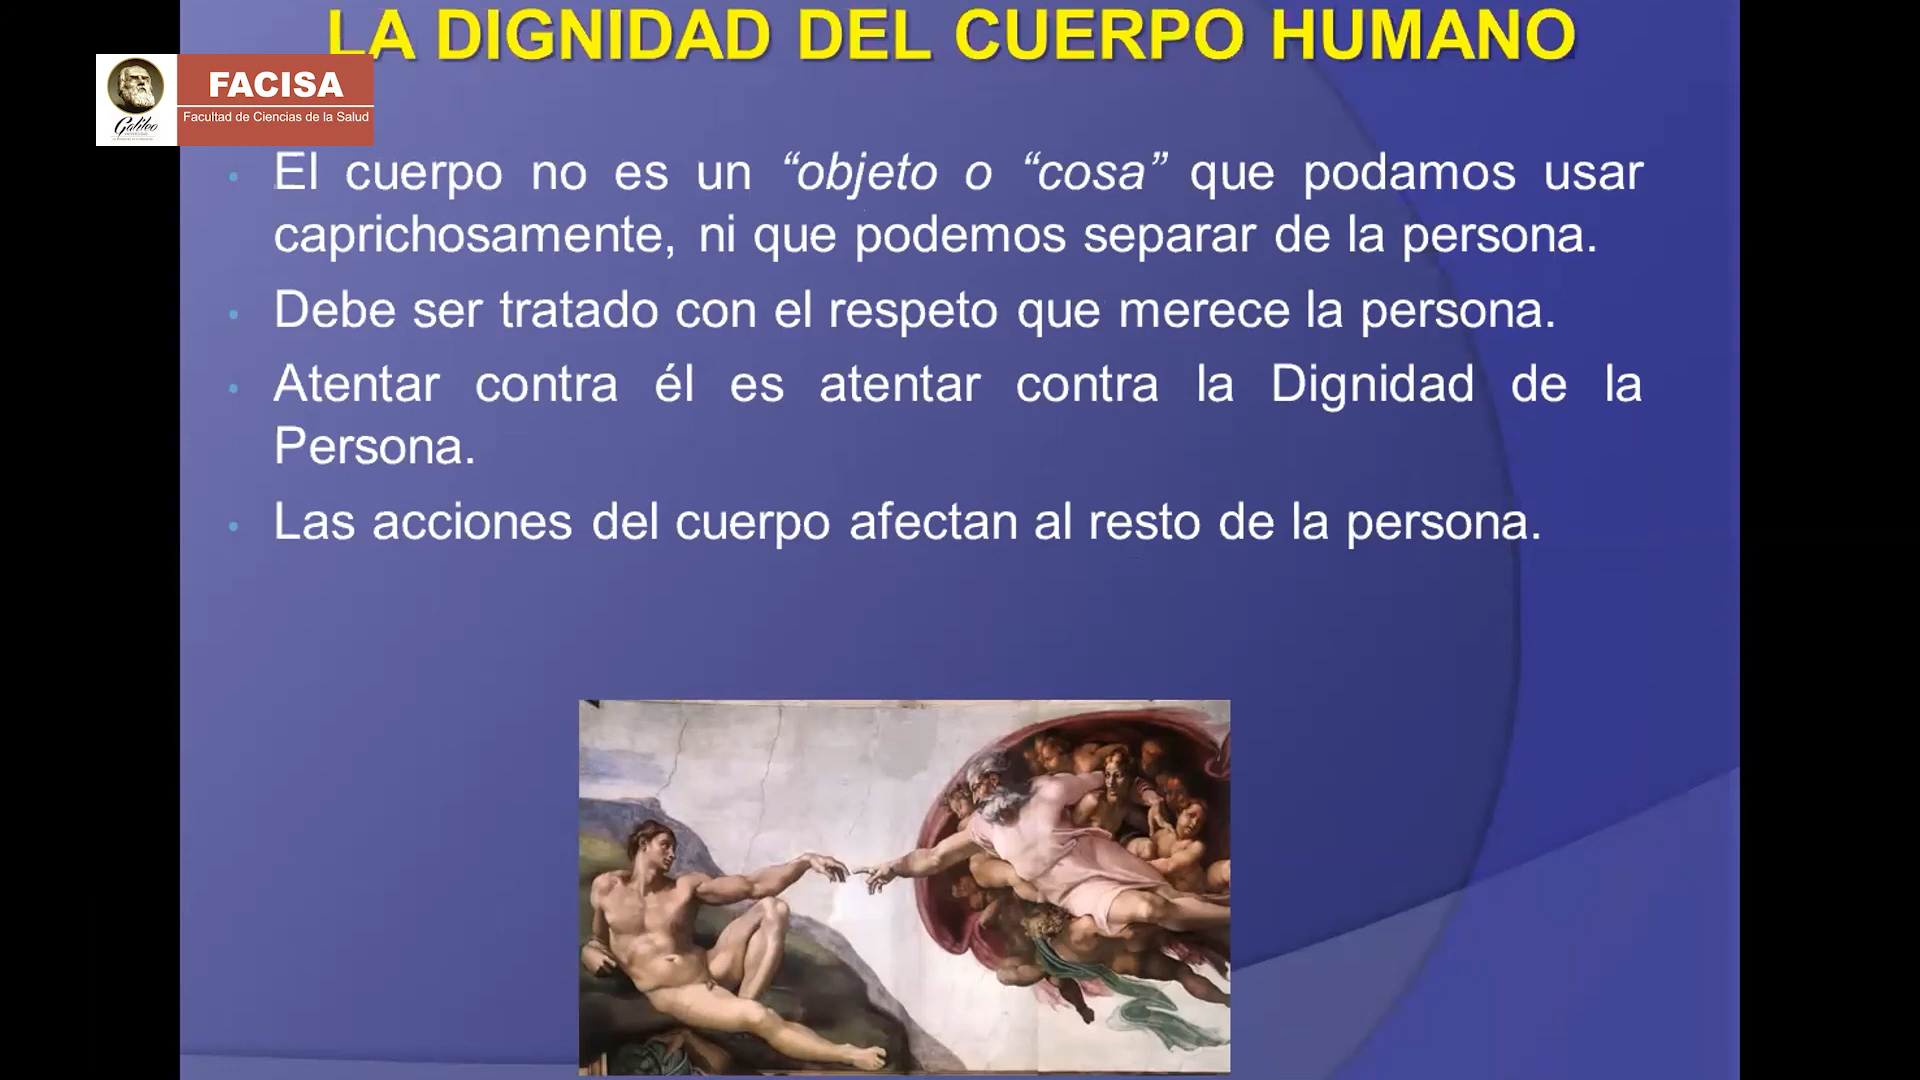 LA DIGNIDAD DEL CUERPO HUMANO
FACISA
Facultad de Ciencias de la Salud
Galileo
• El cuerpo no es un “objeto o “cosa” que podamos usar
caprichosamente, ni que podemos separar de la persona.
• Debe ser tratado con el respeto que merece la persona.
• Atentar contra él es atentar contra la Dignidad de la
Persona.
• Las acciones del cuerpo afectan al resto de la persona.